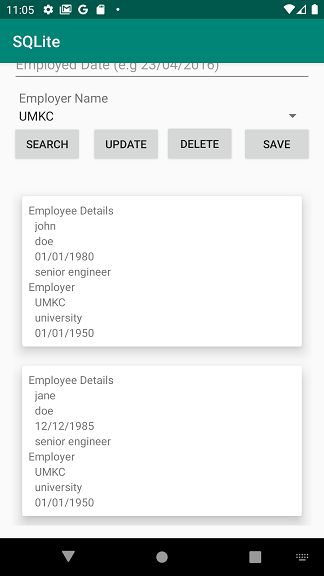 11:05
SQLite
Employed Date (e.g 23/04/2016)
Employer Name
UMKC
SEARCH UPDATE DELETE SAVE
Employee Details
john
doe
01/01/1980
senior engineer
Employer
UMKC
university
01/01/1950
Employee Details
jane
doe
12/12/1985
senior engineer
Employer
UMKC
university
01/01/1950